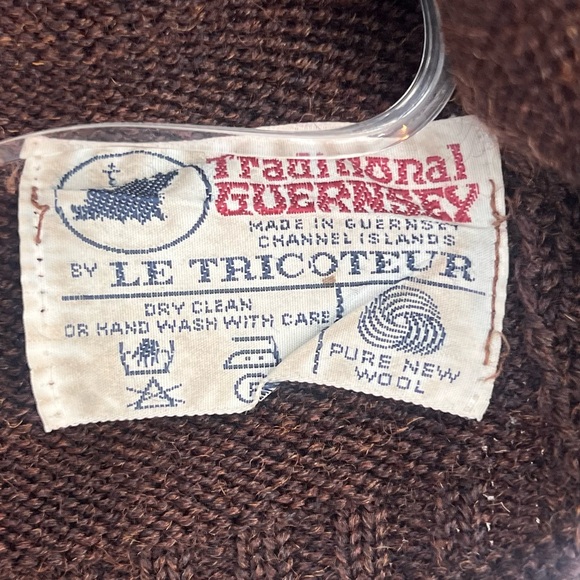 Traditional
GUERNSEY
MADE IN GUERNSEY
CHANNEL ISLANDS
BY LE TRICOTEUR
DRY CLEAN
OR HAND WASH WITH CARE
PURE NEW
WOOL